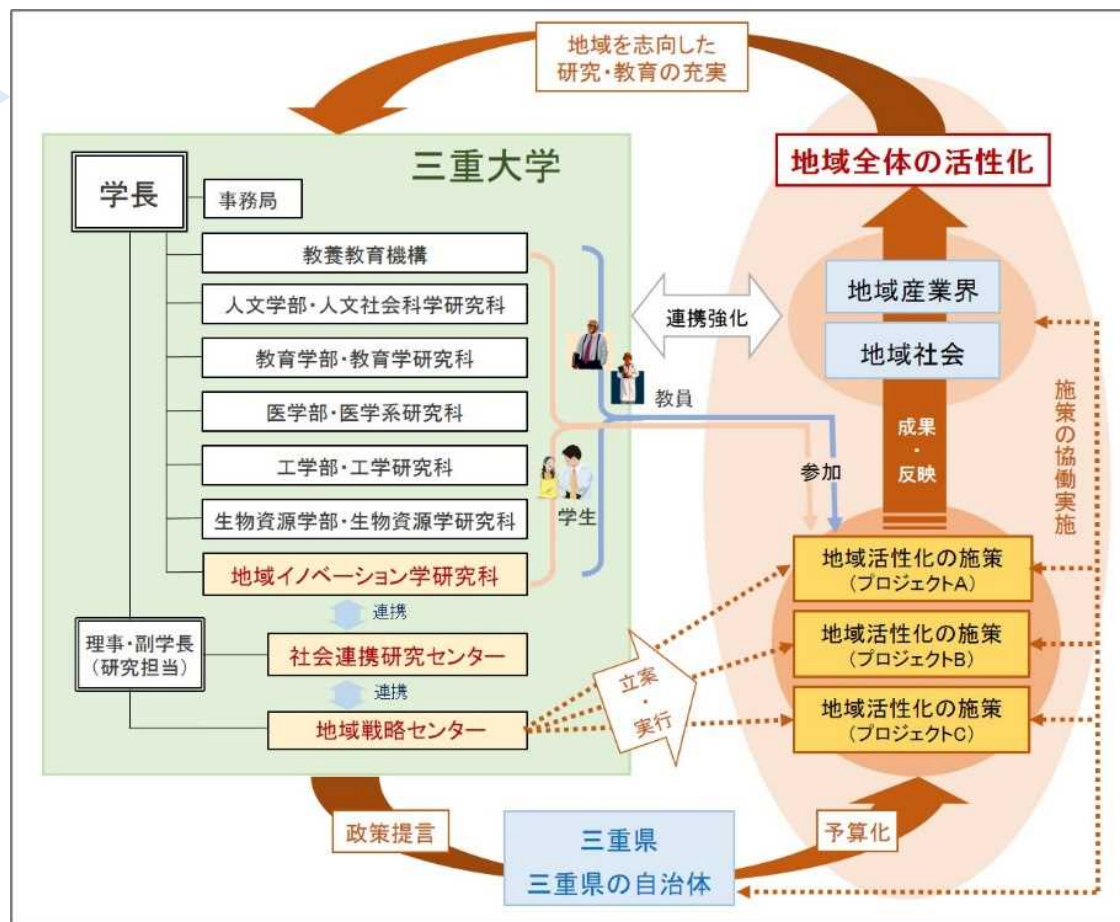 地域を志向した
研究・教育の充実
三重大学
学長
事務局
教養教育機構
人文学部・人文社会科学研究科
教育学部・教育学研究科
医学部・医学系研究科
工学部・工学研究科
生物資源学部・生物資源学研究科
地域イノベーション学研究科
連携
理事・副学長
(研究担当)
社会連携研究センター
連携
地域戦略センター
教員
学生
連携強化
参加
立案
・
実行
地域全体の活性化
地域産業界
地域社会
成果
・
反映
施策の協働実施
地域活性化の施策
(プロジェクトA)
地域活性化の施策
(プロジェクトB)
地域活性化の施策
(プロジェクトC)
政策提言
三重県
三重県の自治体
予算化